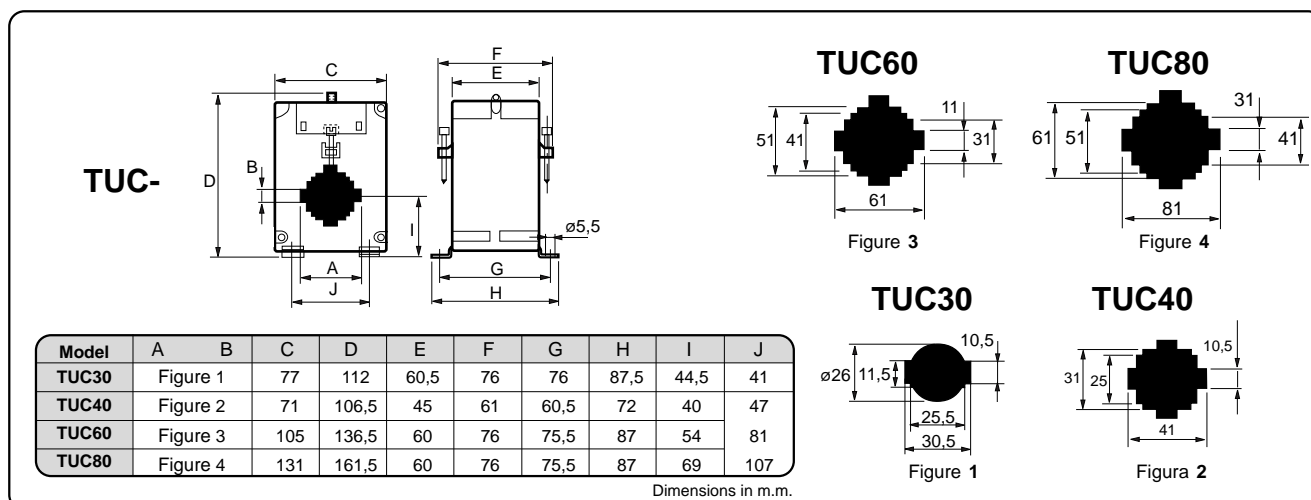 TUC-
C
D
B
I
A
J
F
E
ø5,5
G
H
TUC60
51
41
11
31
61
Figure 3
TUC80
61
51
31
41
81
Figure 4
TUC30
ø26
11,5
10,5
25,5
30,5
Figure 1
TUC40
31
25
10,5
41
Figura 2
Model A B C D E F G H I J
TUC30 Figure 1 77 112 60,5 76 76 87,5 44,5 41
TUC40 Figure 2 71 106,5 45 61 60,5 72 40 47
TUC60 Figure 3 105 136,5 60 76 75,5 87 54 81
TUC80 Figure 4 131 161,5 60 76 75,5 87 69 107
Dimensions in m.m.